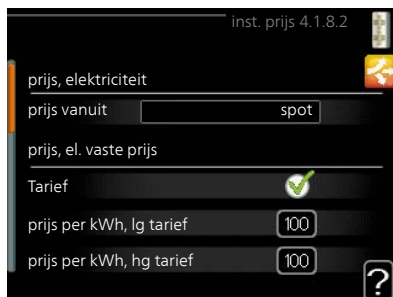 inst. prijs 4.1.8.2
prijs, elektriciteit
prijs vanuit spot
prijs, el. vaste prijs
Tarief
prijs per kWh, lg tarief 100
prijs per kWh, hg tarief 100
?